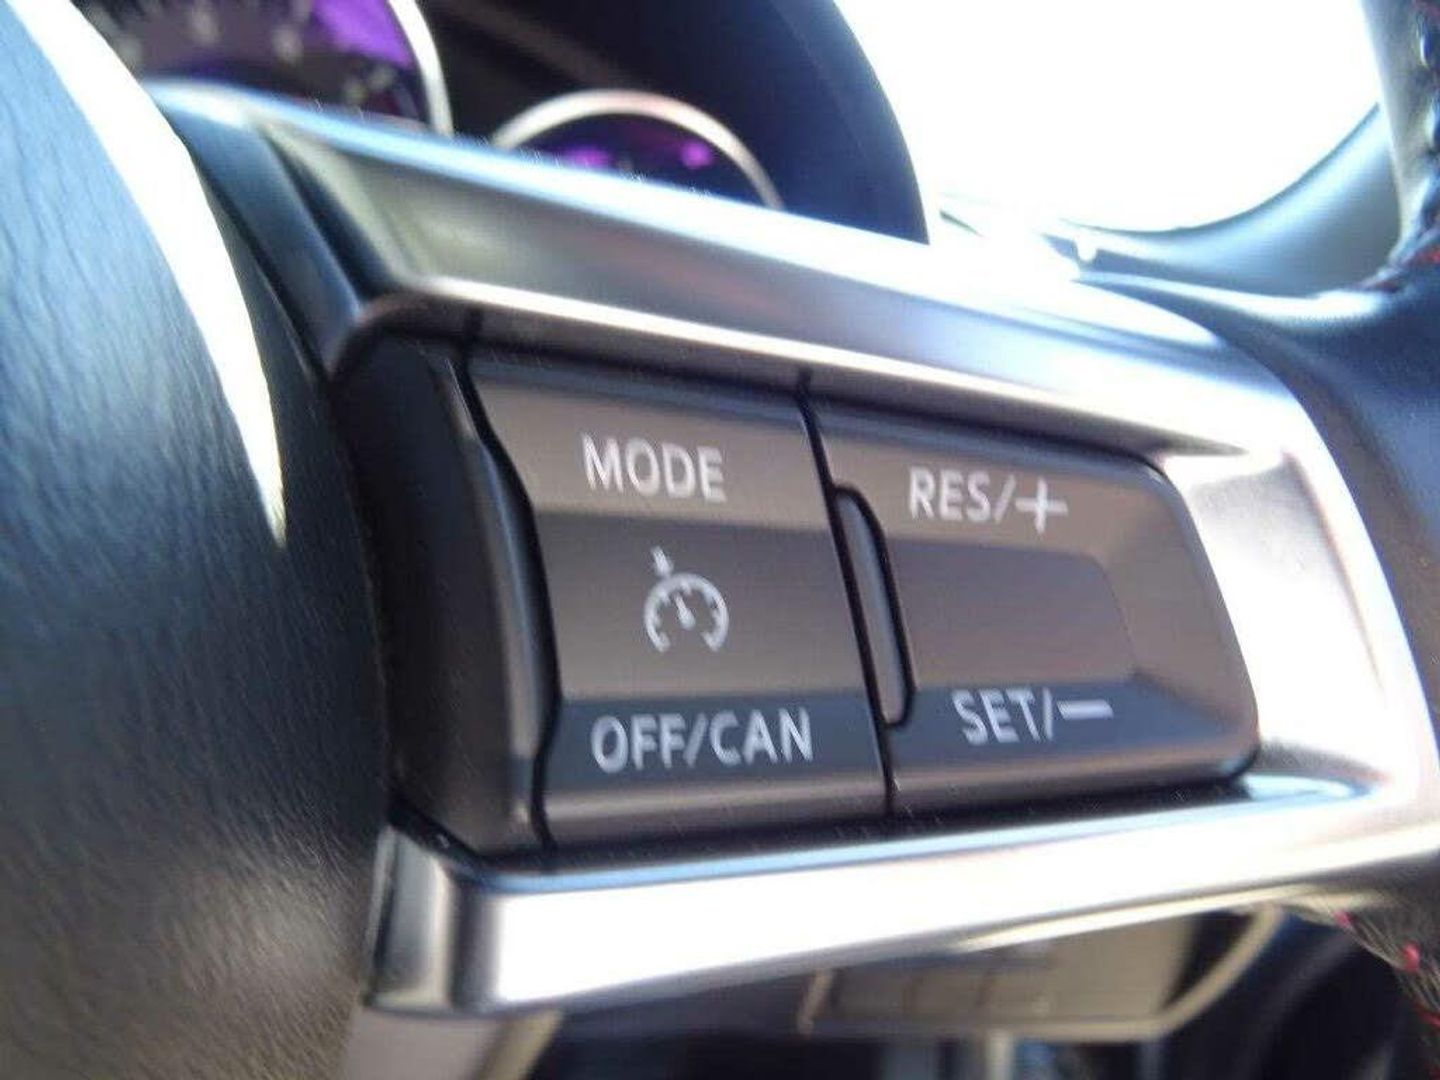 MODE
RES/+
OFF/CAN
SET/−